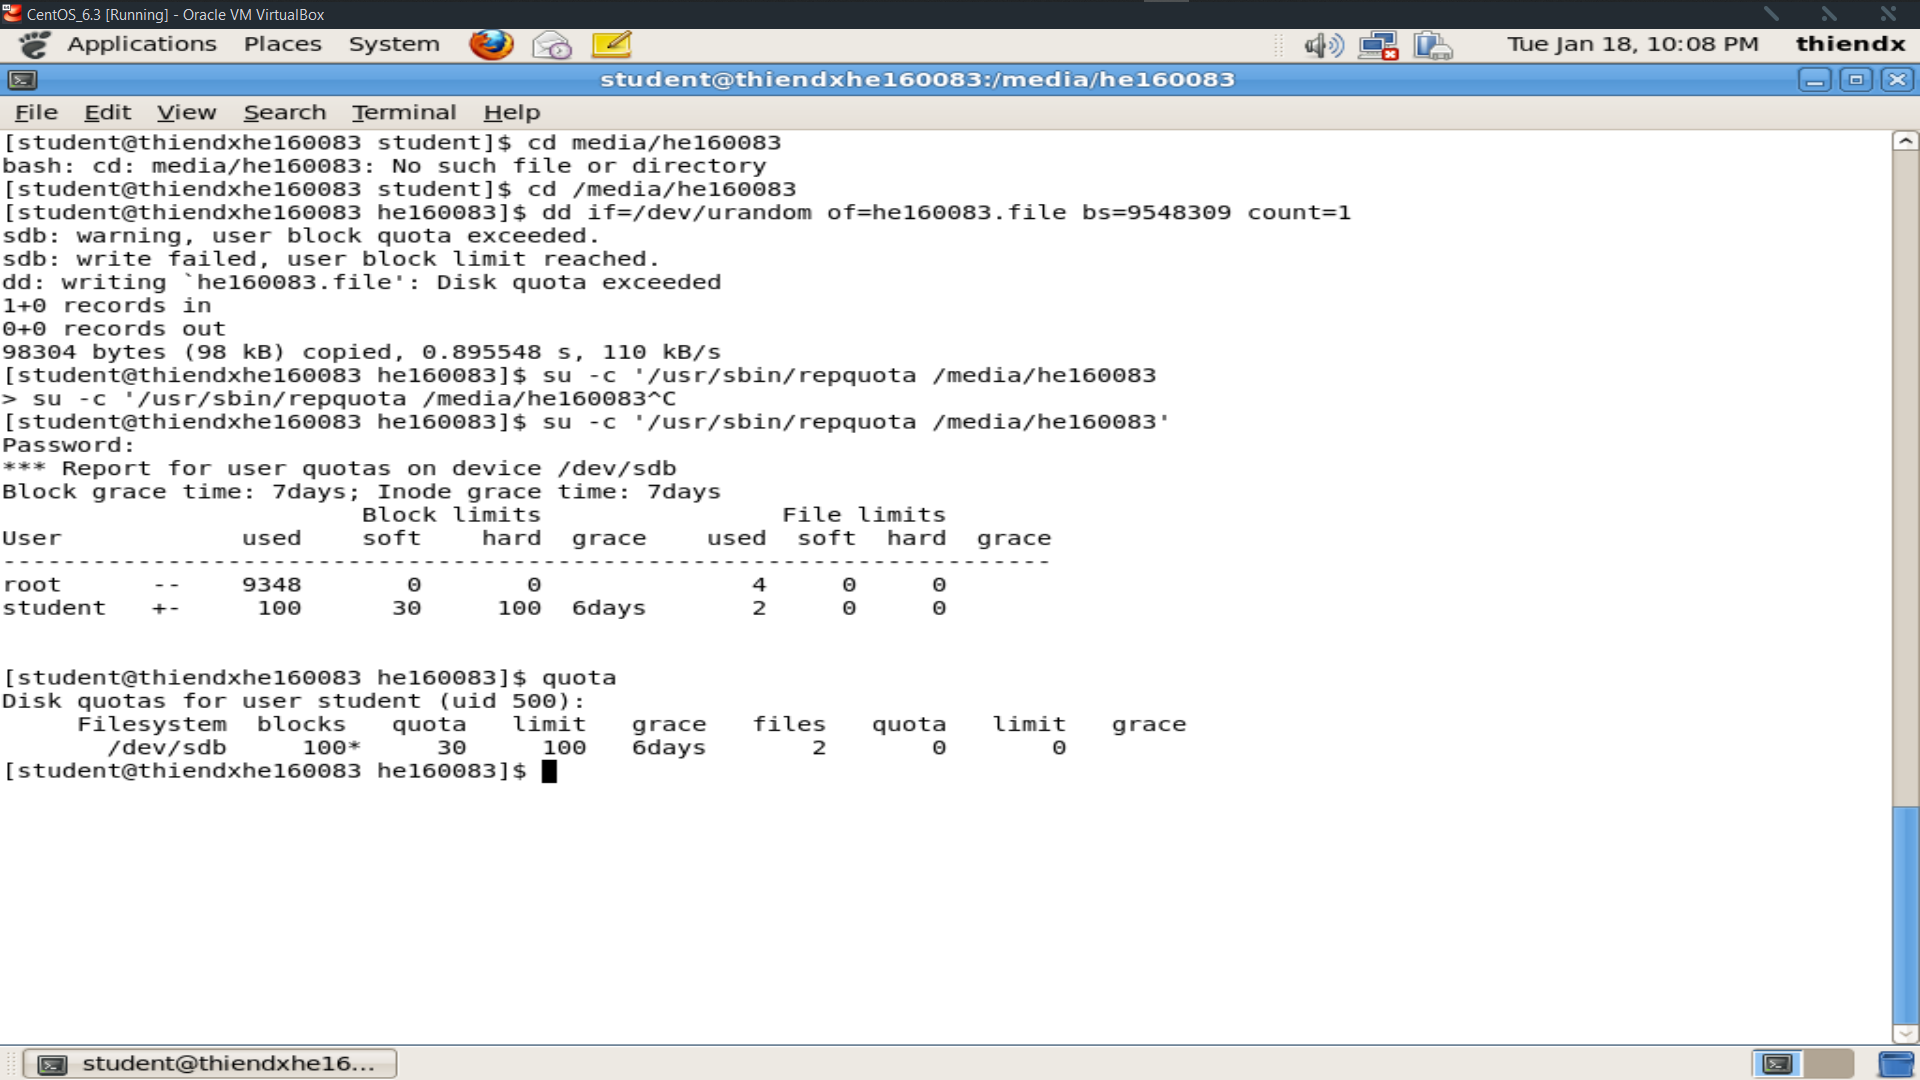 CentOS_6.3 [Running] - Oracle VM VirtualBox
Applications Places System Tue Jan 18, 10:08 PM thiendx
student@thiendxhe160083:/media/he160083
File Edit View Search Terminal Help
[student@thiendxhe160083 student]$ cd media/he160083
bash: cd: media/he160083: No such file or directory
[student@thiendxhe160083 student]$ cd /media/he160083
[student@thiendxhe160083 he160083]$ dd if=/dev/urandom of=he160083.file bs=9548309 count=1
sdb: warning, user block quota exceeded.
sdb: write failed, user block limit reached.
dd: writing `he160083.file': Disk quota exceeded
1+0 records in
0+0 records out
98304 bytes (98 kB) copied, 0.895548 s, 110 kB/s
[student@thiendxhe160083 he160083]$ su -c '/usr/sbin/repquota /media/he160083
> su -c '/usr/sbin/repquota /media/he160083^C
[student@thiendxhe160083 he160083]$ su -c '/usr/sbin/repquota /media/he160083'
Password:
*** Report for user quotas on device /dev/sdb
Block grace time: 7days; Inode grace time: 7days
Block limits File limits
User used soft hard grace used soft hard grace
----------------------------------------------------------------------
root -- 9348 0 0 4 0 0
student +- 100 30 100 6days 2 0 0
[student@thiendxhe160083 he160083]$ quota
Disk quotas for user student (uid 500):
Filesystem blocks quota limit grace files quota limit grace
/dev/sdb 100* 30 100 6days 2 0 0
[student@thiendxhe160083 he160083]$
student@thiendxhe16...